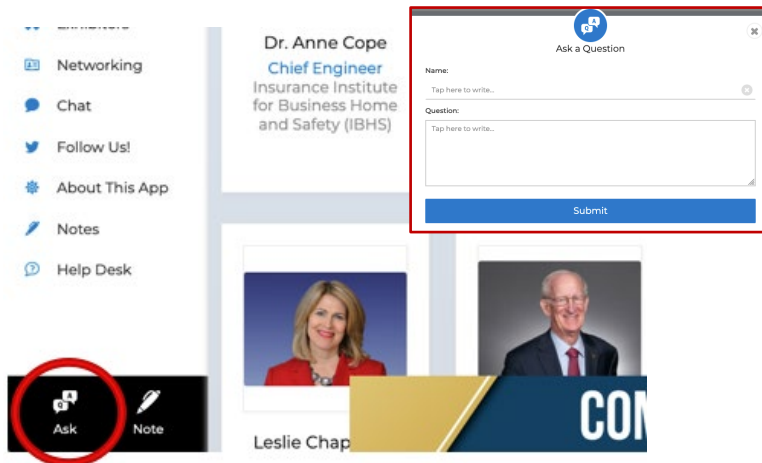 Networking
Chat
Follow Us!
About This App
Notes
Help Desk
Ask
Note
Dr. Anne Cope
Chief Engineer
Insurance Institute
for Business Home
and Safety (IBHS)
Leslie Chap
COM
Ask a Question
Name:
Tap here to write...
Question:
Tap here to write...
Submit